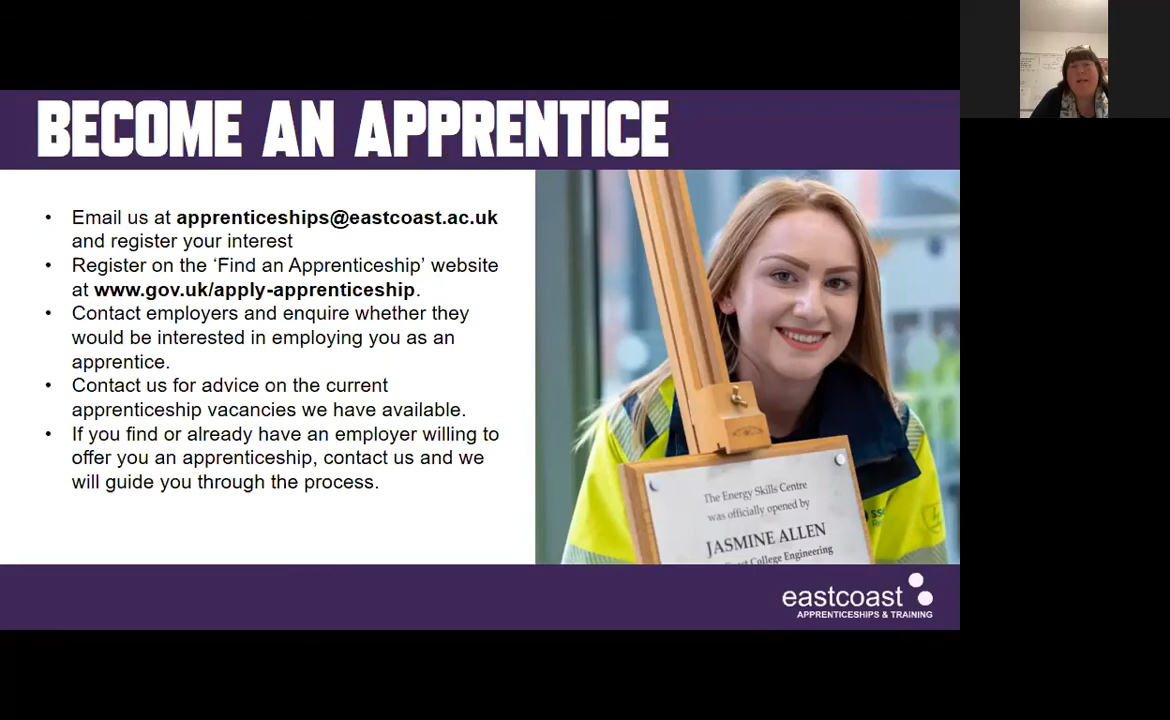 BECOME AN APPRENTICE
• Email us at apprenticeships@eastcoast.ac.uk
and register your interest
• Register on the ‘Find an Apprenticeship’ website
at www.gov.uk/apply-apprenticeship.
• Contact employers and enquire whether they
would be interested in employing you as an
apprentice.
• Contact us for advice on the current
apprenticeship vacancies we have available.
• If you find or already have an employer willing to
offer you an apprenticeship, contact us and we
will guide you through the process.
The Energy Skills Centre
was officially opened by
JASMINE ALLEN
College Engineering
eastcoast
APPRENTICESHIPS & TRAINING